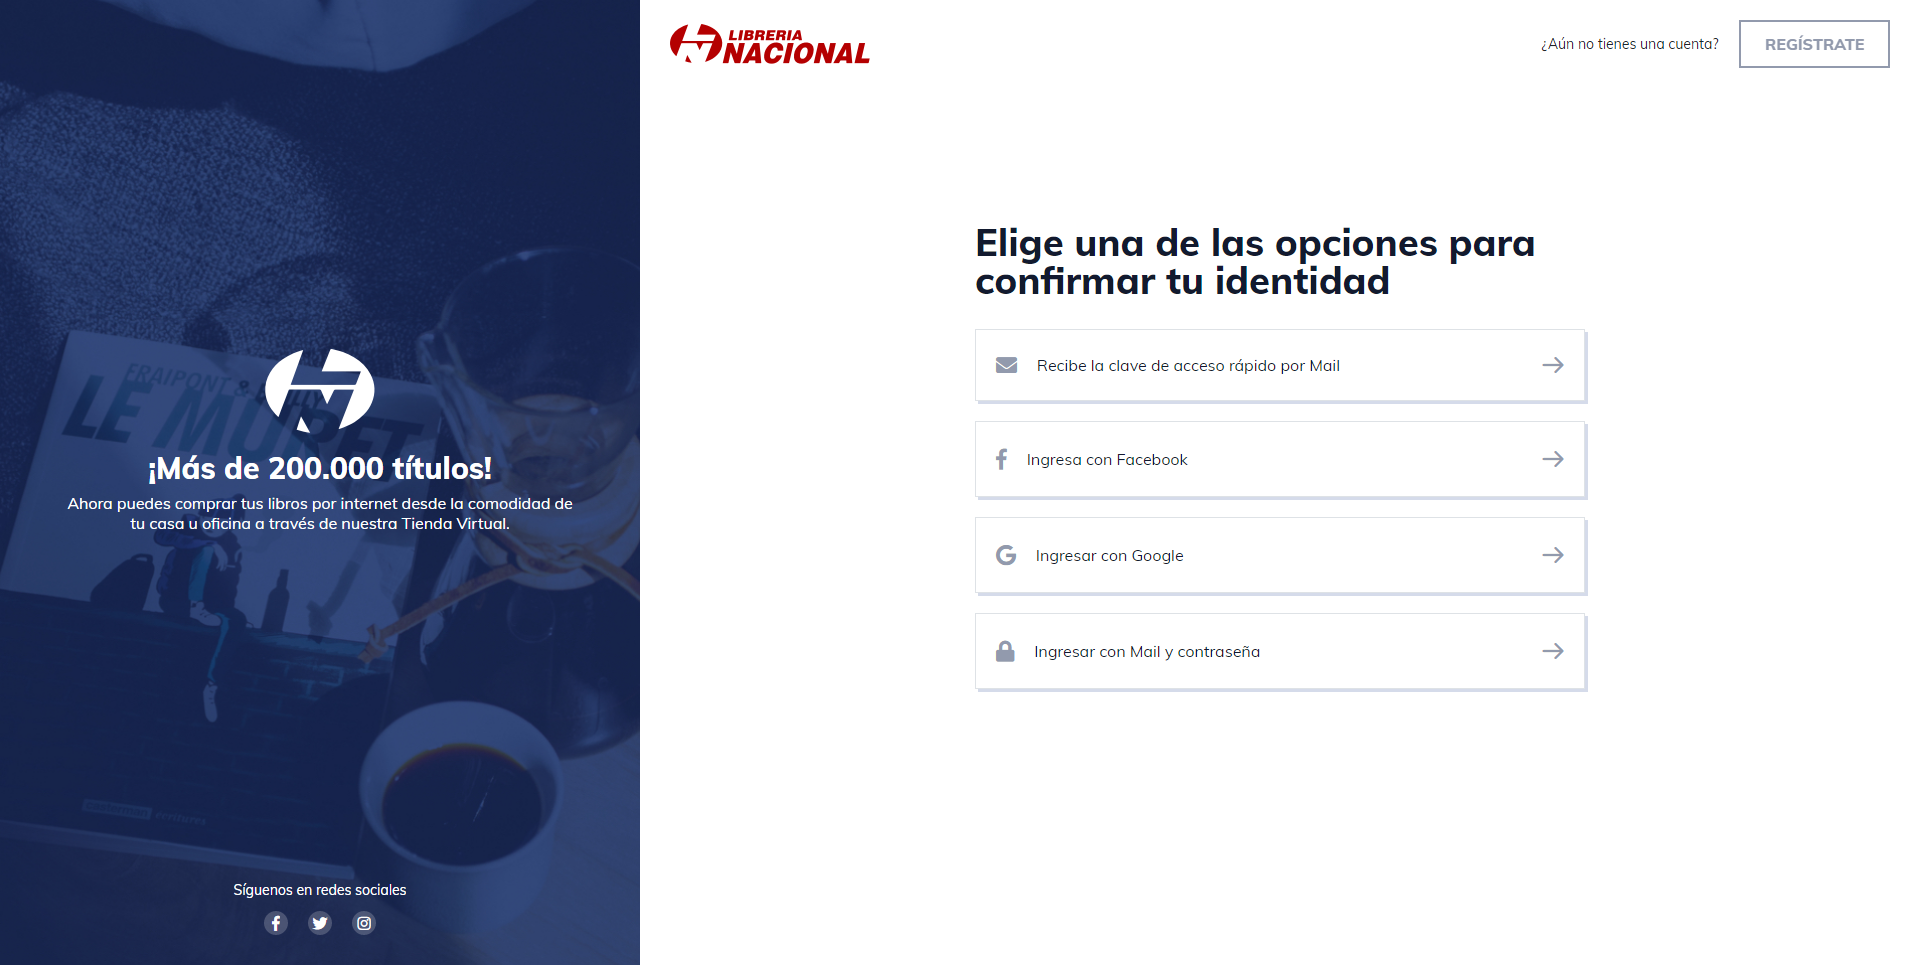 FRAIPONT &
LE MURET
¡Más de 200.000 títulos!
Ahora puedes comprar tus libros por internet desde la comodidad de
tu casa u oficina a través de nuestra Tienda Virtual.
Síguenos en redes sociales
LIBRERIA
NACIONAL
¿Aún no tienes una cuenta?
REGÍSTRATE
Elige una de las opciones para
confirmar tu identidad
Recibe la clave de acceso rápido por Mail
Ingresa con Facebook
Ingresar con Google
Ingresar con Mail y contraseña